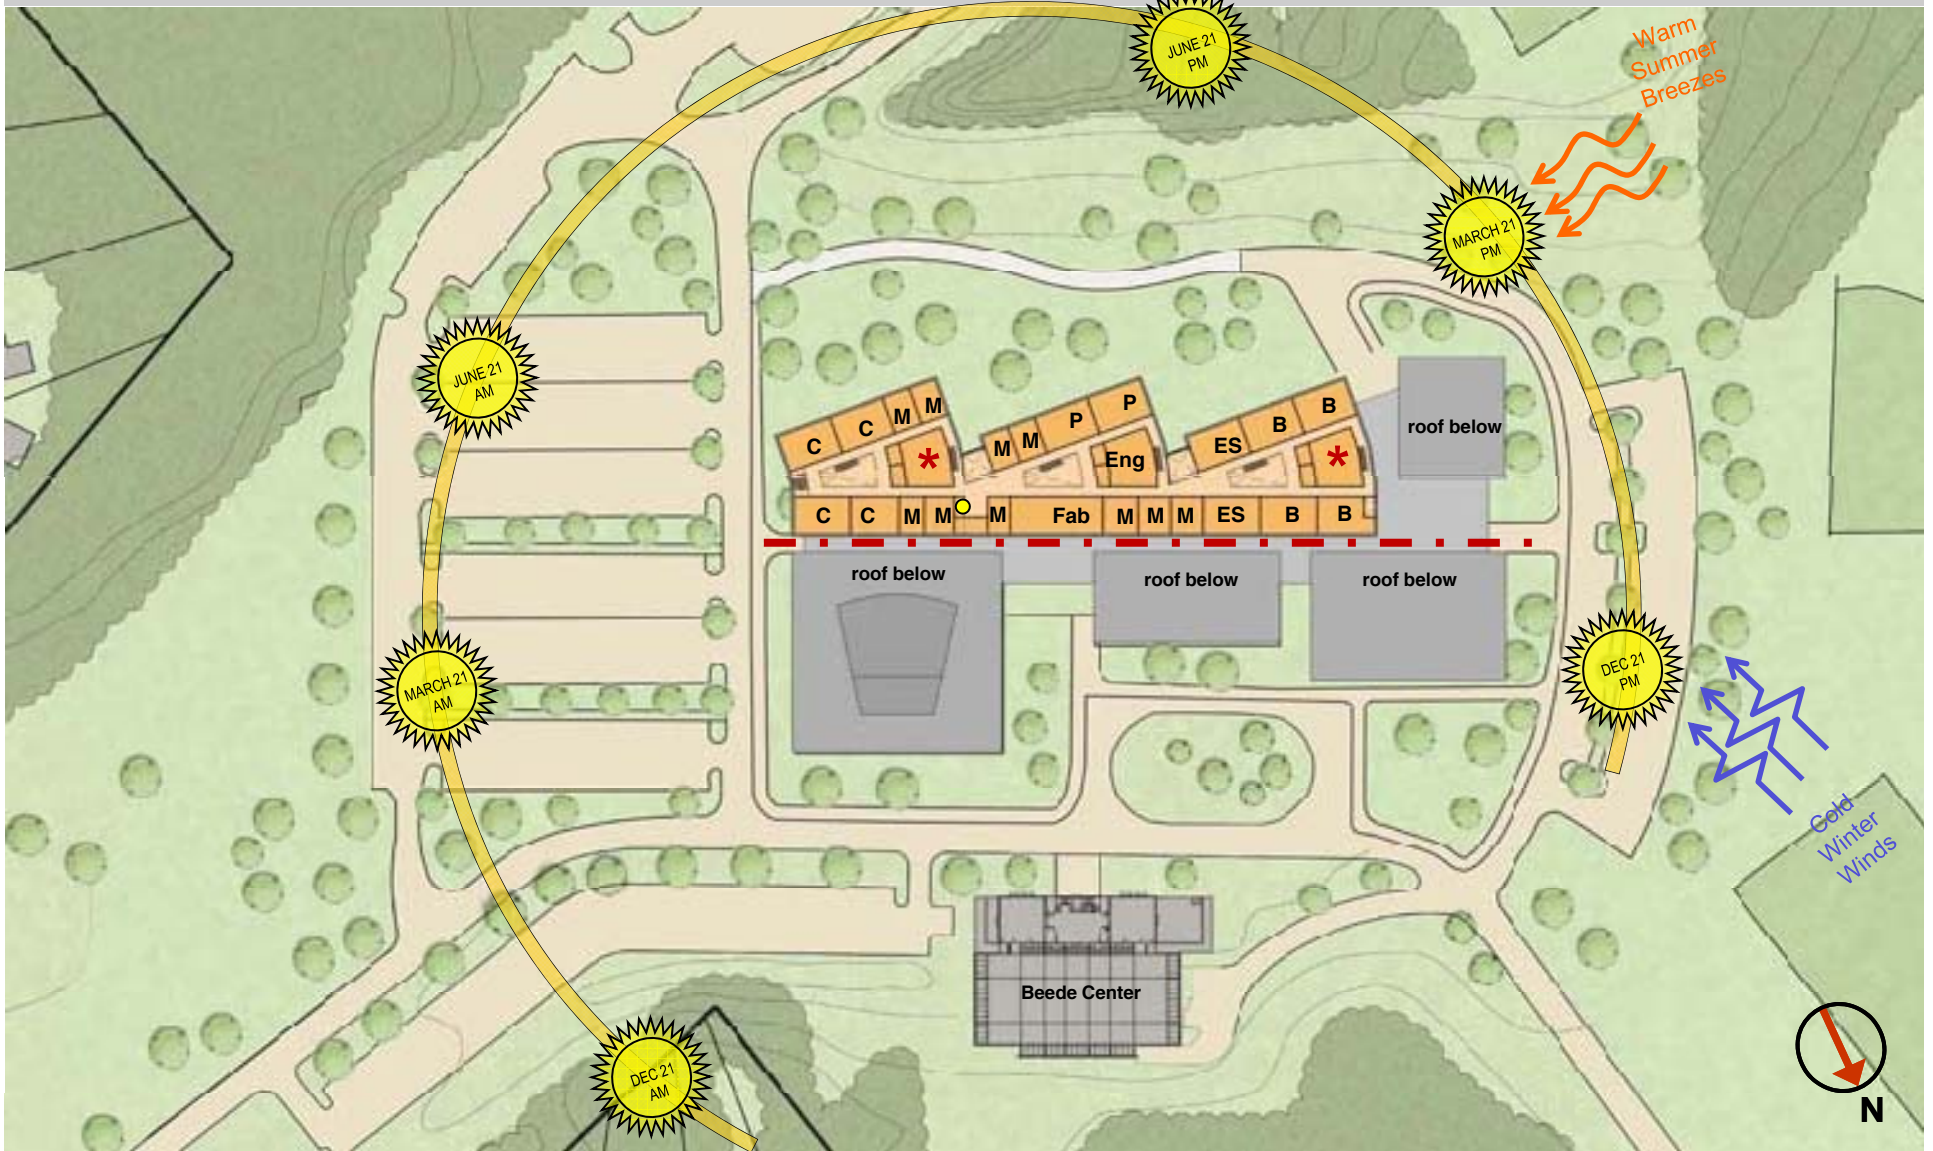 JUNE 21
PM
Warm
Summer
Breezes
MARCH 21
PM
JUNE 21
AM
C
C
M
M
M
M
P
P
ES
B
B
*
Eng
*
roof below
C
C
M
M
M
Fab
M
M
M
ES
B
B
roof below
roof below
roof below
MARCH 21
AM
DEC 21
PM
Cold
Winter
Winds
Beede Center
DEC 21
AM
N